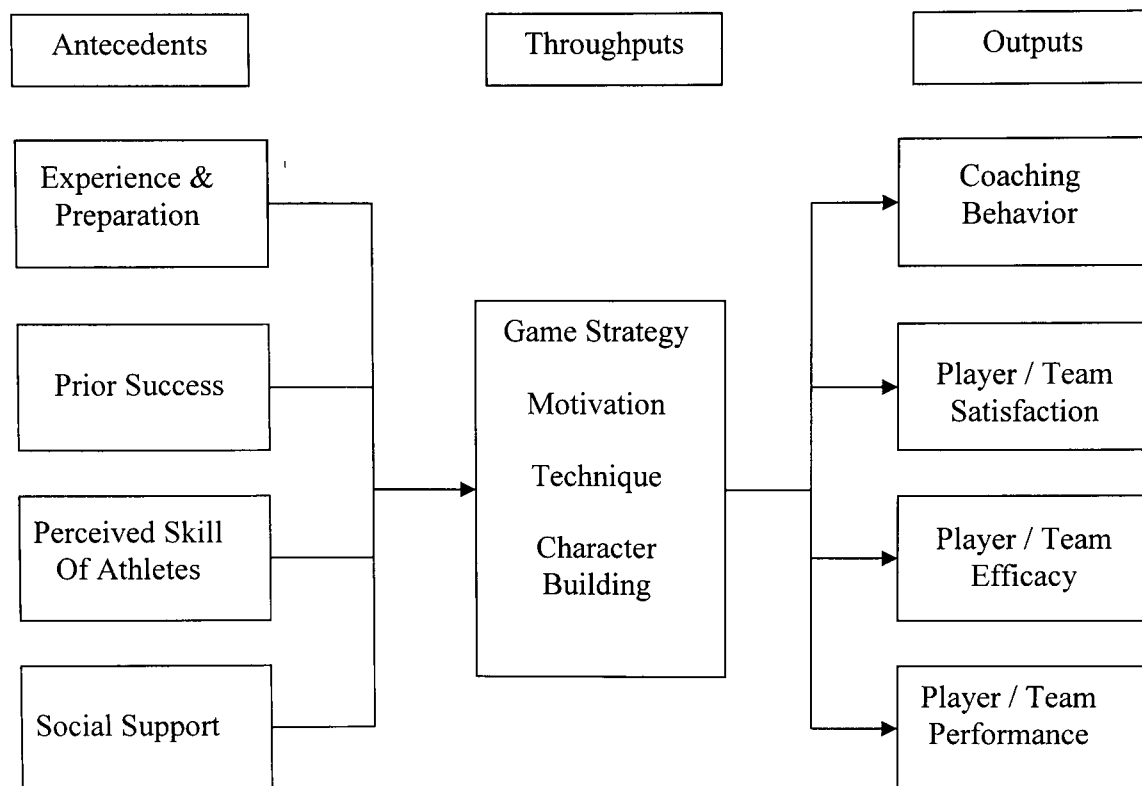 Antecedents
Throughputs
Outputs
Experience &
Preparation
Prior Success
Perceived Skill
Of Athletes
Social Support
Game Strategy
Motivation
Technique
Character
Building
Coaching
Behavior
Player / Team
Satisfaction
Player / Team
Efficacy
Player / Team
Performance